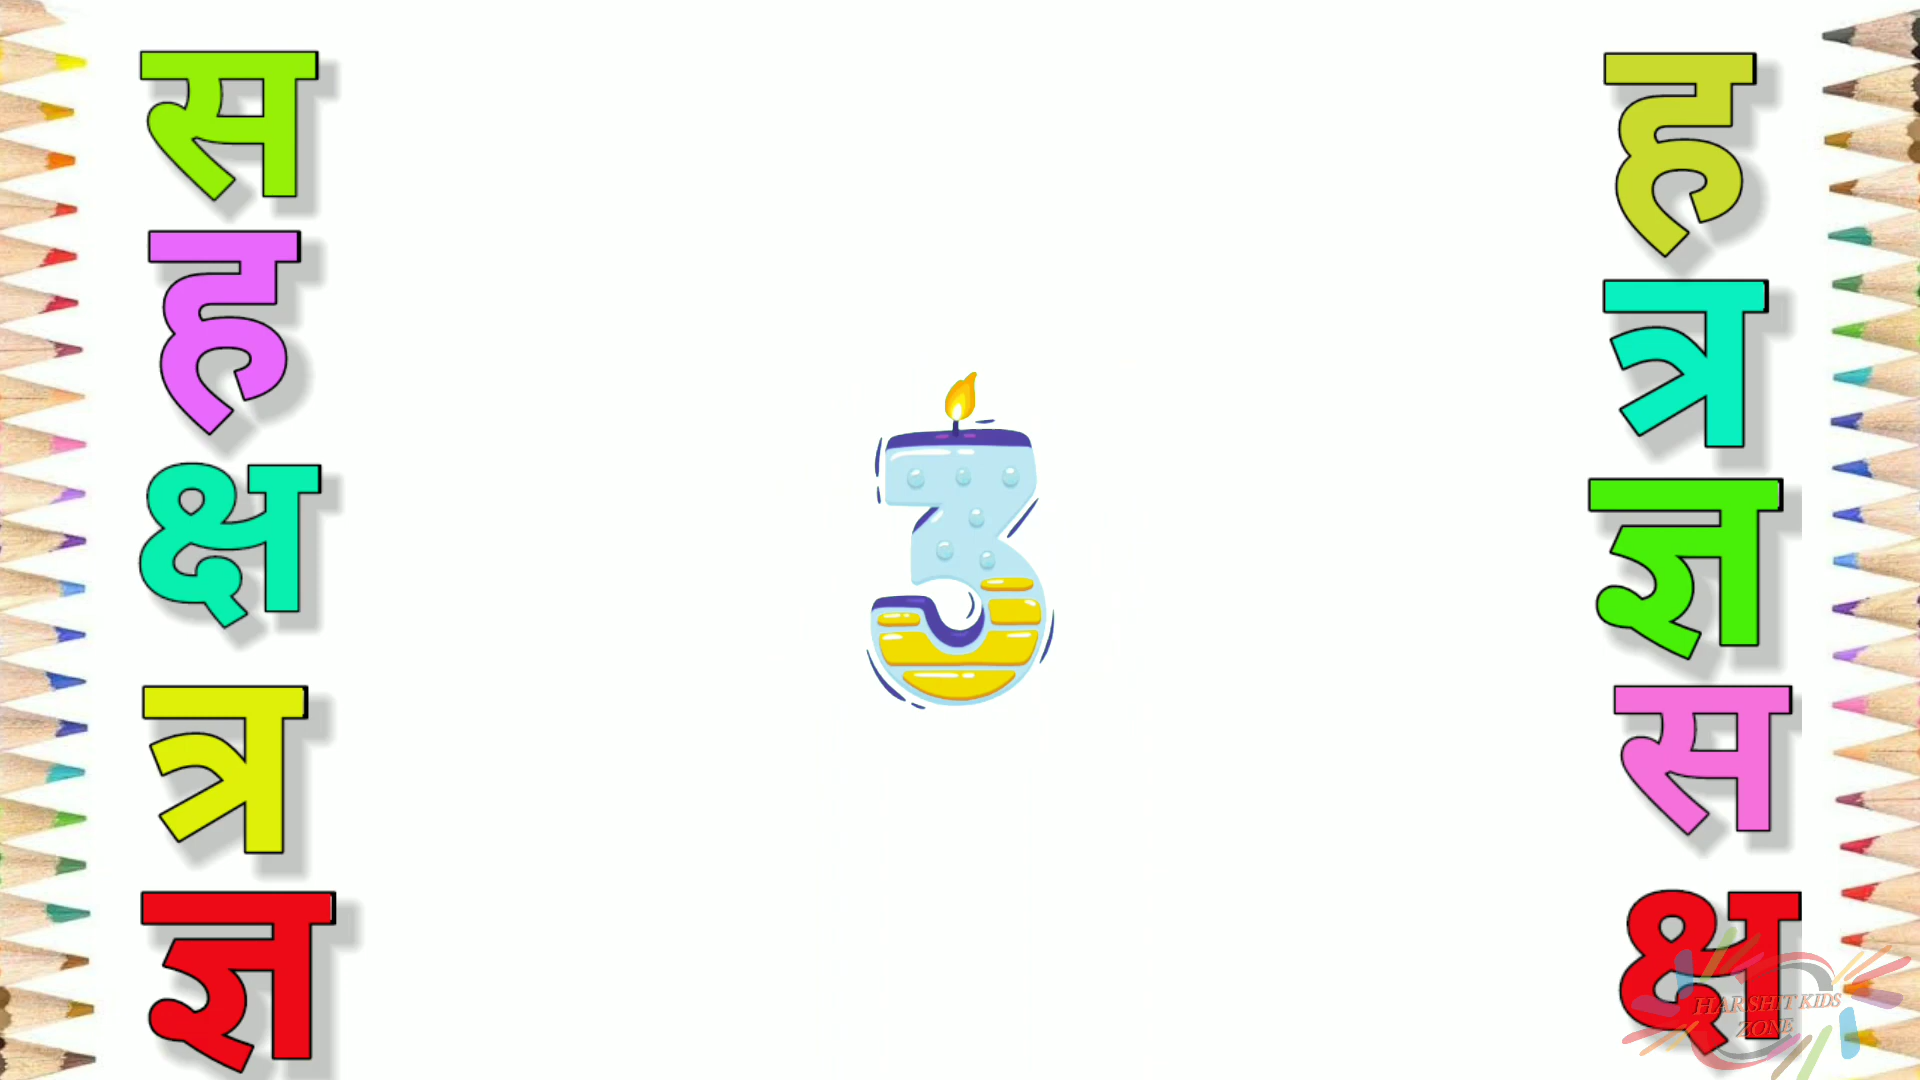 स
ह
क्ष
त्र
ज्ञ
3
ह
त्र
ज्ञ
स
क्ष
HARSHIT KIDS
ZONE